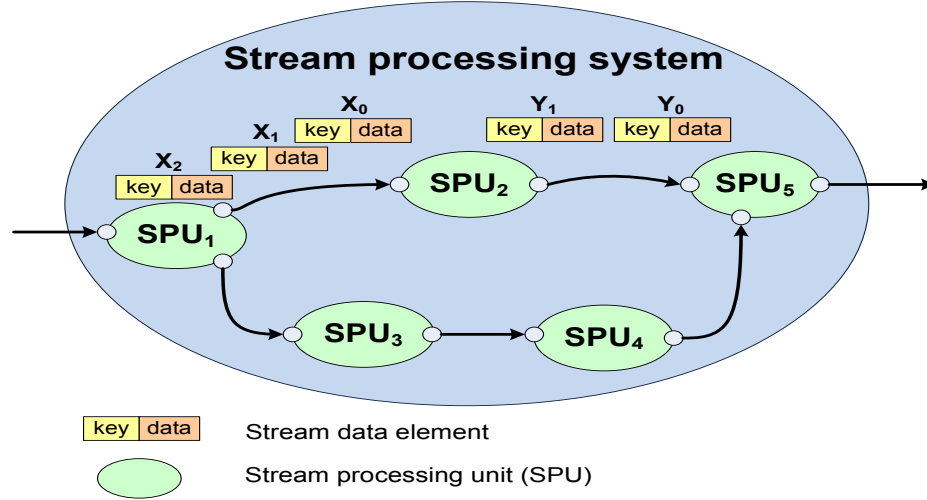 Stream processing system
X₀
key data
X₁
key data
X₂
key data
Y₁
key data
Y₀
key data
SPU₁
SPU₂
SPU₅
SPU₃
SPU₄
key data
Stream data element
Stream processing unit (SPU)